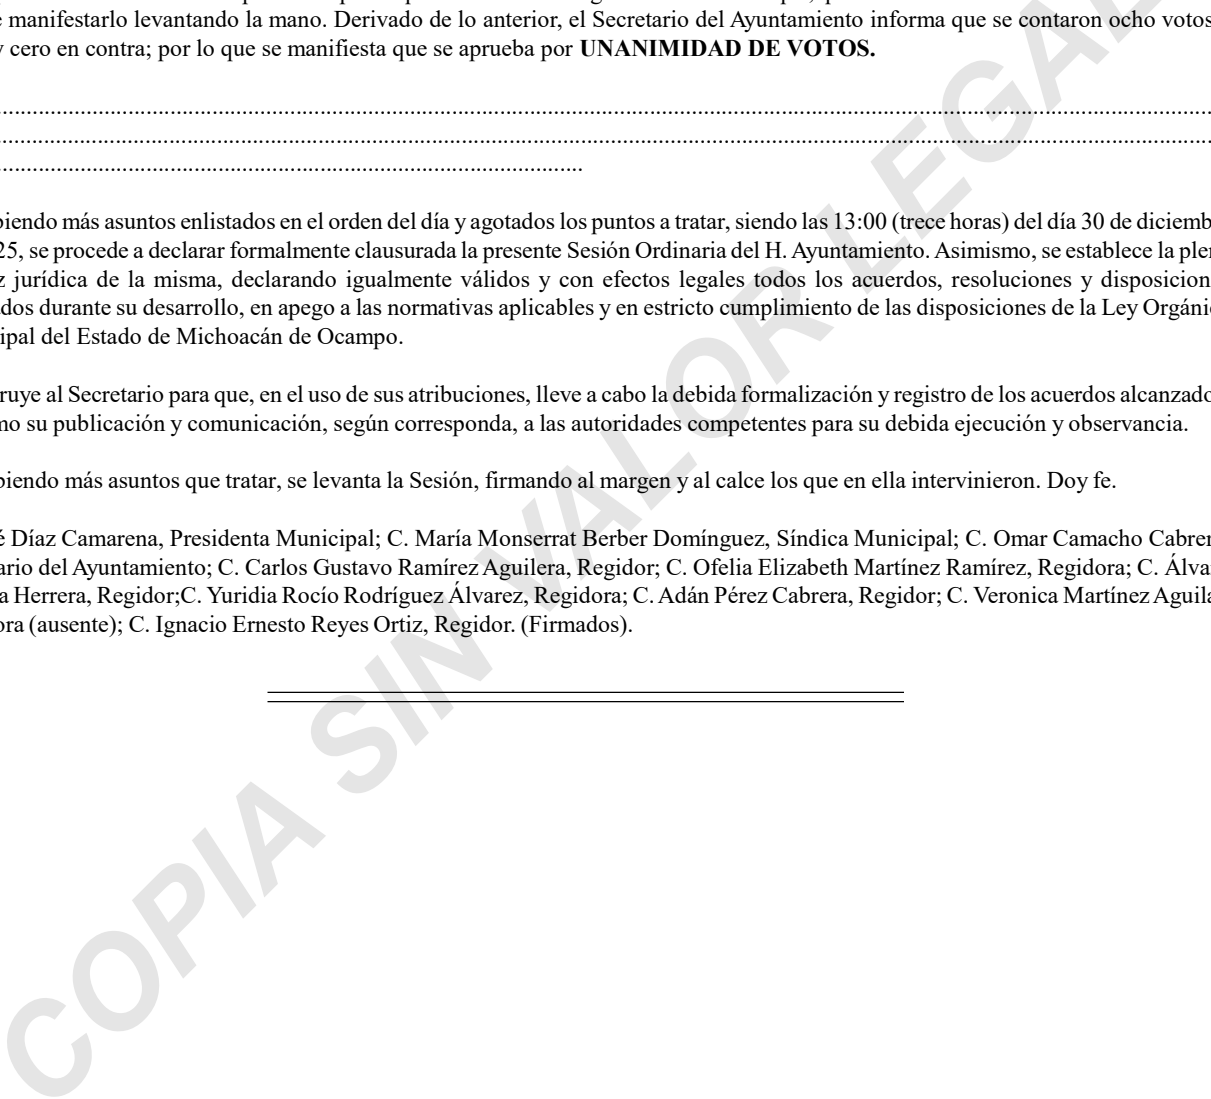 e manifestarlo levantando la mano. Derivado de lo anterior, el Secretario del Ayuntamiento informa que se contaron ocho votos
y cero en contra; por lo que se manifiesta que se aprueba por UNANIMIDAD DE VOTOS.
..........................................................................................................................................................
..........................................................................................................................................................
..........................................................................
biendo más asuntos enlistados en el orden del día y agotados los puntos a tratar, siendo las 13:00 (trece horas) del día 30 de diciemb
25, se procede a declarar formalmente clausurada la presente Sesión Ordinaria del H. Ayuntamiento. Asimismo, se establece la plen
z jurídica de la misma, declarando igualmente válidos y con efectos legales todos los acuerdos, resoluciones y disposicion
dos durante su desarrollo, en apego a las normativas aplicables y en estricto cumplimiento de las disposiciones de la Ley Orgáni
ipal del Estado de Michoacán de Ocampo.
ruye al Secretario para que, en el uso de sus atribuciones, lleve a cabo la debida formalización y registro de los acuerdos alcanzado
mo su publicación y comunicación, según corresponda, a las autoridades competentes para su debida ejecución y observancia.
biendo más asuntos que tratar, se levanta la Sesión, firmando al margen y al calce los que en ella intervinieron. Doy fe.
é Díaz Camarena, Presidenta Municipal; C. María Monserrat Berber Domínguez, Síndica Municipal; C. Omar Camacho Cabrer
ario del Ayuntamiento; C. Carlos Gustavo Ramírez Aguilera, Regidor; C. Ofelia Elizabeth Martínez Ramírez, Regidora; C. Álva
a Herrera, Regidor;C. Yuridia Rocío Rodríguez Álvarez, Regidora; C. Adán Pérez Cabrera, Regidor; C. Veronica Martínez Aguila
ora (ausente); C. Ignacio Ernesto Reyes Ortiz, Regidor. (Firmados).
COPIA SIN VALOR LEGAL